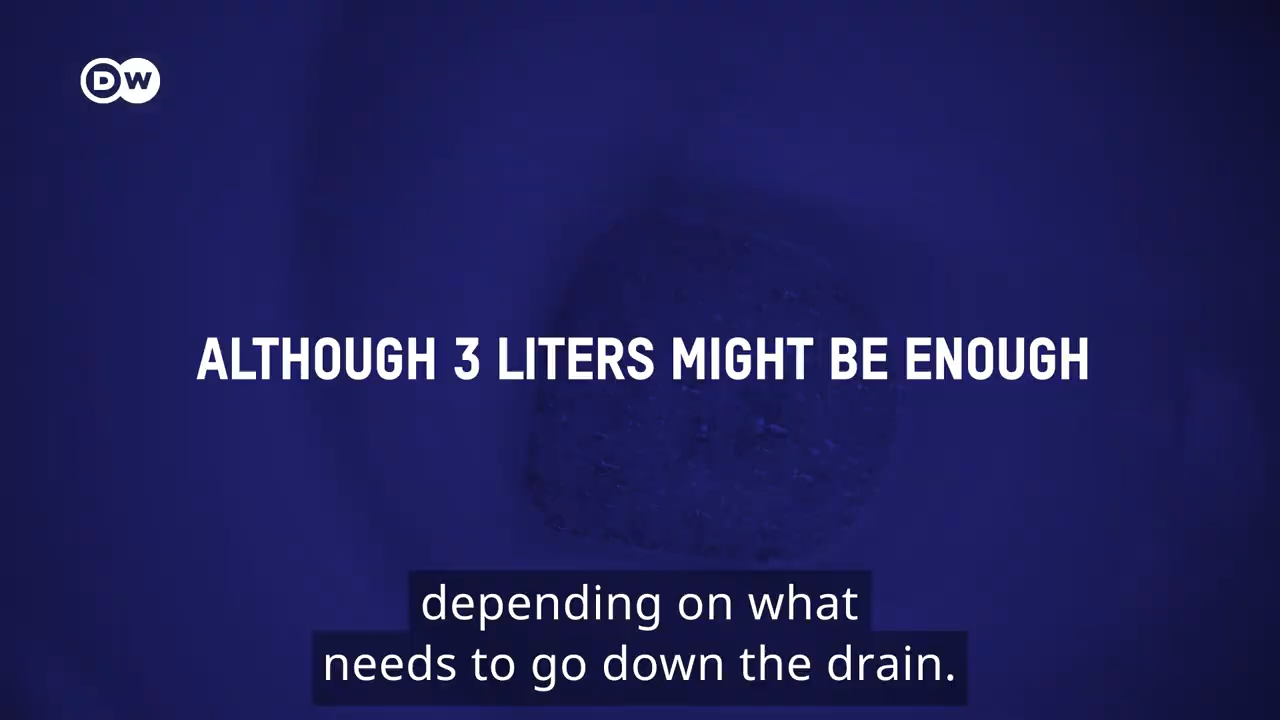 DW
ALTHOUGH 3 LITERS MIGHT BE ENOUGH
depending on what
needs to go down the drain.